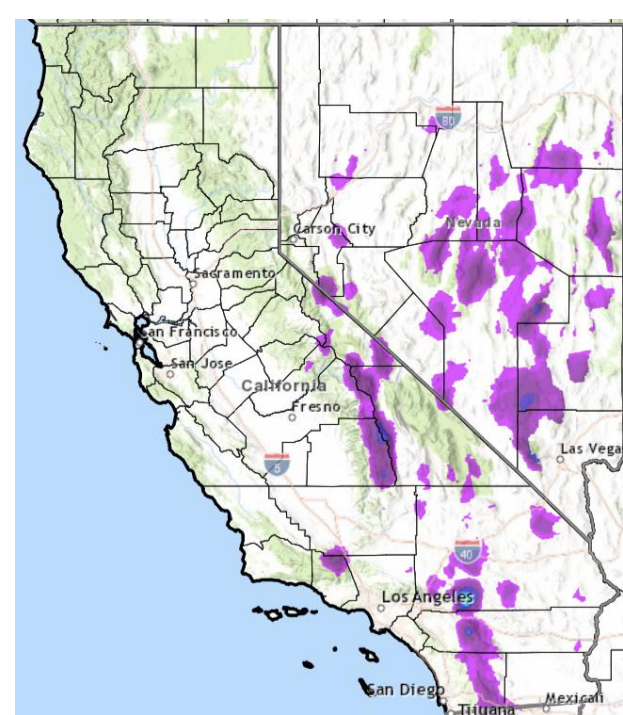 80
Nevada
Carson City
Sacramento
San Francisco
San Jose
California
Fresno
5
Las Vega
40
Los Angeles
San Diego
Mexicali
Tijuana